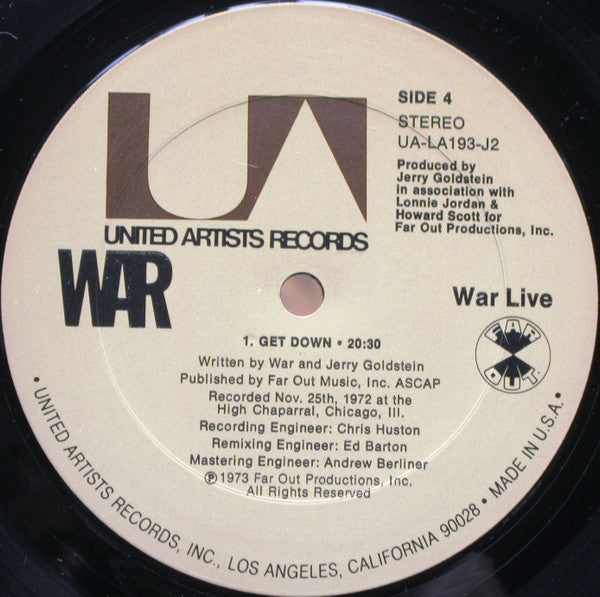 UA
UNITED ARTISTS RECORDS
SIDE 4
STEREO
UA-LA193-J2
Produced by
Jerry Goldstein
In association with
Lonnie Jordan &
Howard Scott for
Far Out Productions, Inc.
WAR
War Live
FAR
OUT.
1. GET DOWN • 20:30
Written by War and Jerry Goldstein
Published by Far Out Music, Inc. ASCAP
Recorded Nov. 25th, 1972 at the
High Chaparral, Chicago, Ill.
Recording Engineer: Chris Huston
Remixing Engineer: Ed Barton
Mastering Engineer: Andrew Berliner
Ⓟ1973 Far Out Productions, Inc.
All Rights Reserved
• UNITED ARTISTS RECORDS, INC., LOS ANGELES, CALIFORNIA 90028 • MADE IN U.S.A. •